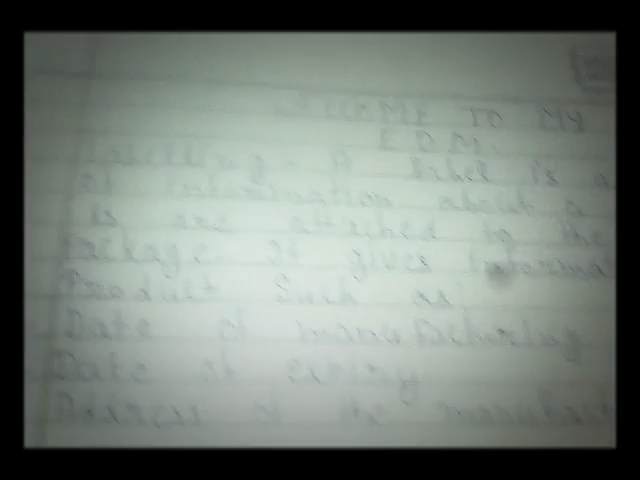 TO MY
Labelling - A label is a
of information about a
is are attached to the
Package. It gives informat
Product Such as
Date of manufacturing
Date of expiry
Address of the manufact